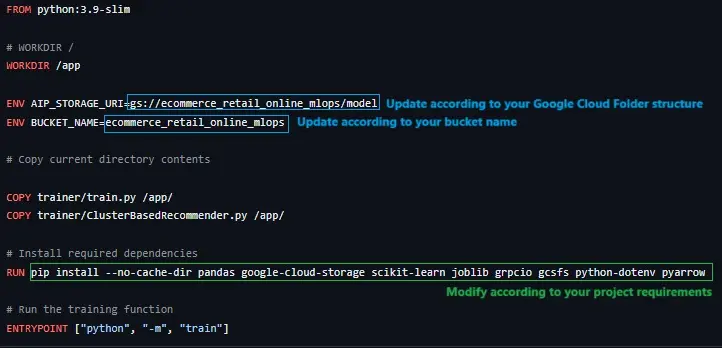 FROM python:3.9-slim
# WORKDIR /
WORKDIR /app
ENV AIP_STORAGE_URI=gs://ecommerce_retail_online_mlops/model Update according to your Google Cloud Folder structure
ENV BUCKET_NAME=ecommerce_retail_online_mlops Update according to your bucket name
# Copy current directory contents
COPY trainer/train.py /app/
COPY trainer/ClusterBasedRecommender.py /app/
# Install required dependencies
RUN pip install --no-cache-dir pandas google-cloud-storage scikit-learn joblib grpcio gcsfs python-dotenv pyarrow
Modify according to your project requirements
# Run the training function
ENTRYPOINT ["python", "-m", "train"]